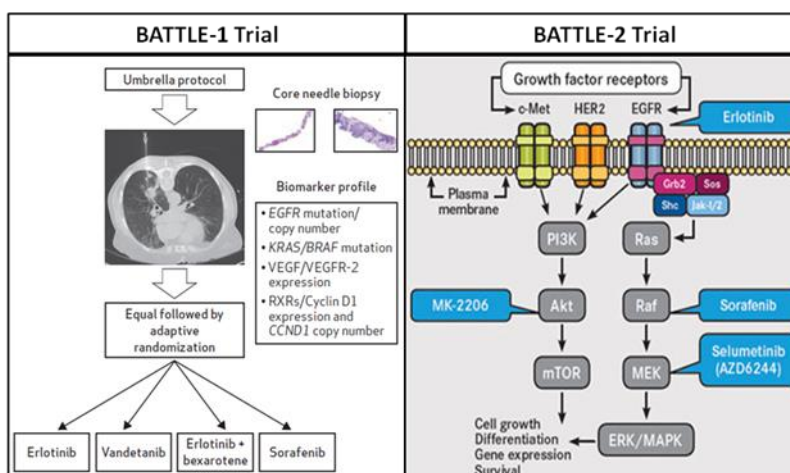 BATTLE-1 Trial
Umbrella protocol
Core needle biopsy
Biomarker profile
• EGFR mutation/
copy number
• KRAS/BRAF mutation
• VEGF/VEGFR-2
expression
• RXRs/Cyclin D1
expression and
CCND1 copy number
Equal followed by
adaptive
randomization
Erlotinib
Vandetanib
Erlotinib +
bexarotene
Sorafenib
BATTLE-2 Trial
Growth factor receptors
c-Met
HER2
EGFR
Erlotinib
Plasma
membrane
Grb2
Sos
Shc
Jak-l/2
PI3K
Ras
MK-2206
Akt
Raf
Sorafenib
mTOR
MEK
Selumetinib
(AZD6244)
Cell growth
Differentiation
Gene expression
Survival
ERK/MAPK